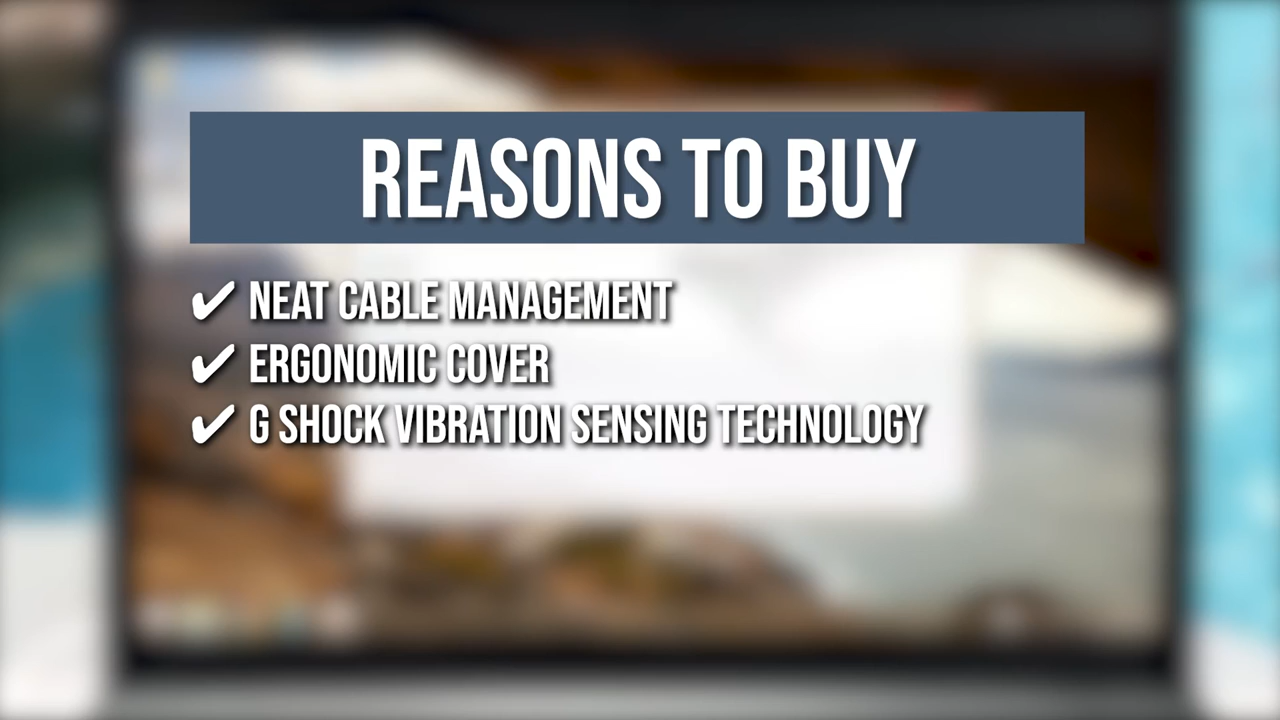 REASONS TO BUY
✔ NEAT CABLE MANAGEMENT
✔ ERGONOMIC COVER
✔ G SHOCK VIBRATION SENSING TECHNOLOGY